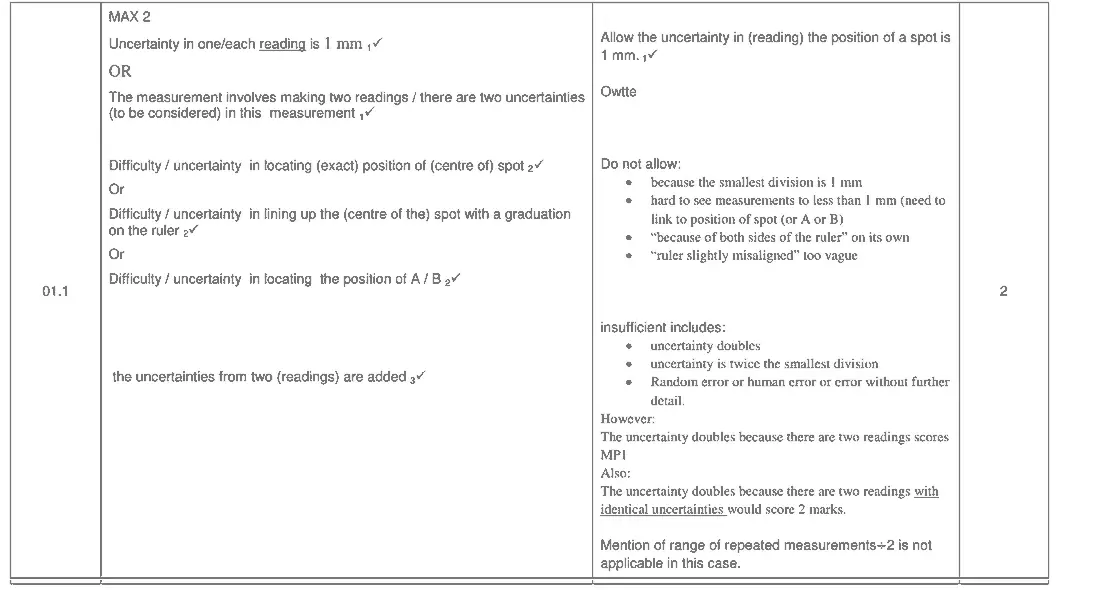 MAX 2
Uncertainty in one/each reading is 1 mm 1✓
OR
The measurement involves making two readings / there are two uncertainties
(to be considered) in this measurement 1✓
Difficulty / uncertainty in locating (exact) position of (centre of) spot 2✓
Or
Difficulty / uncertainty in lining up the (centre of the) spot with a graduation
on the ruler 2✓
Or
Difficulty / uncertainty in locating the position of A / B 2✓
01.1
the uncertainties from two (readings) are added 3✓
Allow the uncertainty in (reading) the position of a spot is
1 mm. 1✓
Owtte
Do not allow:
• because the smallest division is 1 mm
• hard to see measurements to less than 1 mm (need to
link to position of spot (or A or B)
• “because of both sides of the ruler” on its own
• “ruler slightly misaligned” too vague
insufficient includes:
• uncertainty doubles
• uncertainty is twice the smallest division
• Random error or human error or error without further
detail.
However:
The uncertainty doubles because there are two readings scores
MP1
Also:
The uncertainty doubles because there are two readings with
identical uncertainties would score 2 marks.
Mention of range of repeated measurements÷2 is not
applicable in this case.
2